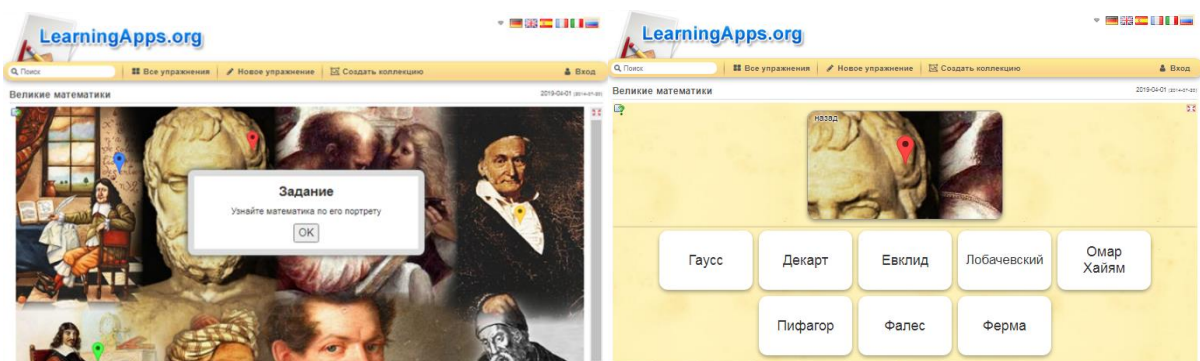 LearningApps.org
Поиск
Все упражнения
Новое упражнение
Создать коллекцию
Вход
Великие математики
2019-04-01
Задание
Узнайте математика по его портрету
OK
LearningApps.org
Поиск
Все упражнения
Новое упражнение
Создать коллекцию
Вход
Великие математики
2019-04-01
назад
Гаусс
Декарт
Евклид
Лобачевский
Омар
Хайям
Пифагор
Фалес
Ферма